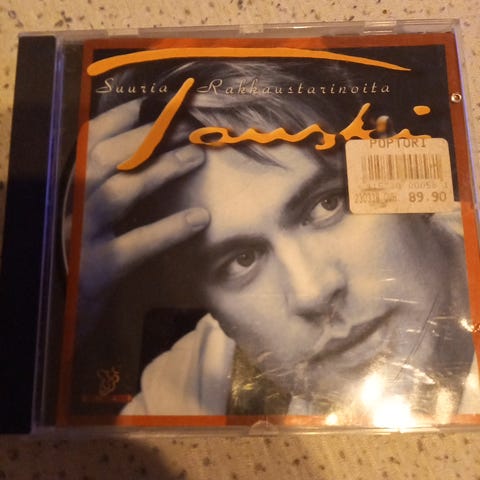 Suuria Rakkaustarinoita
Tauski
POPTORI
89.90